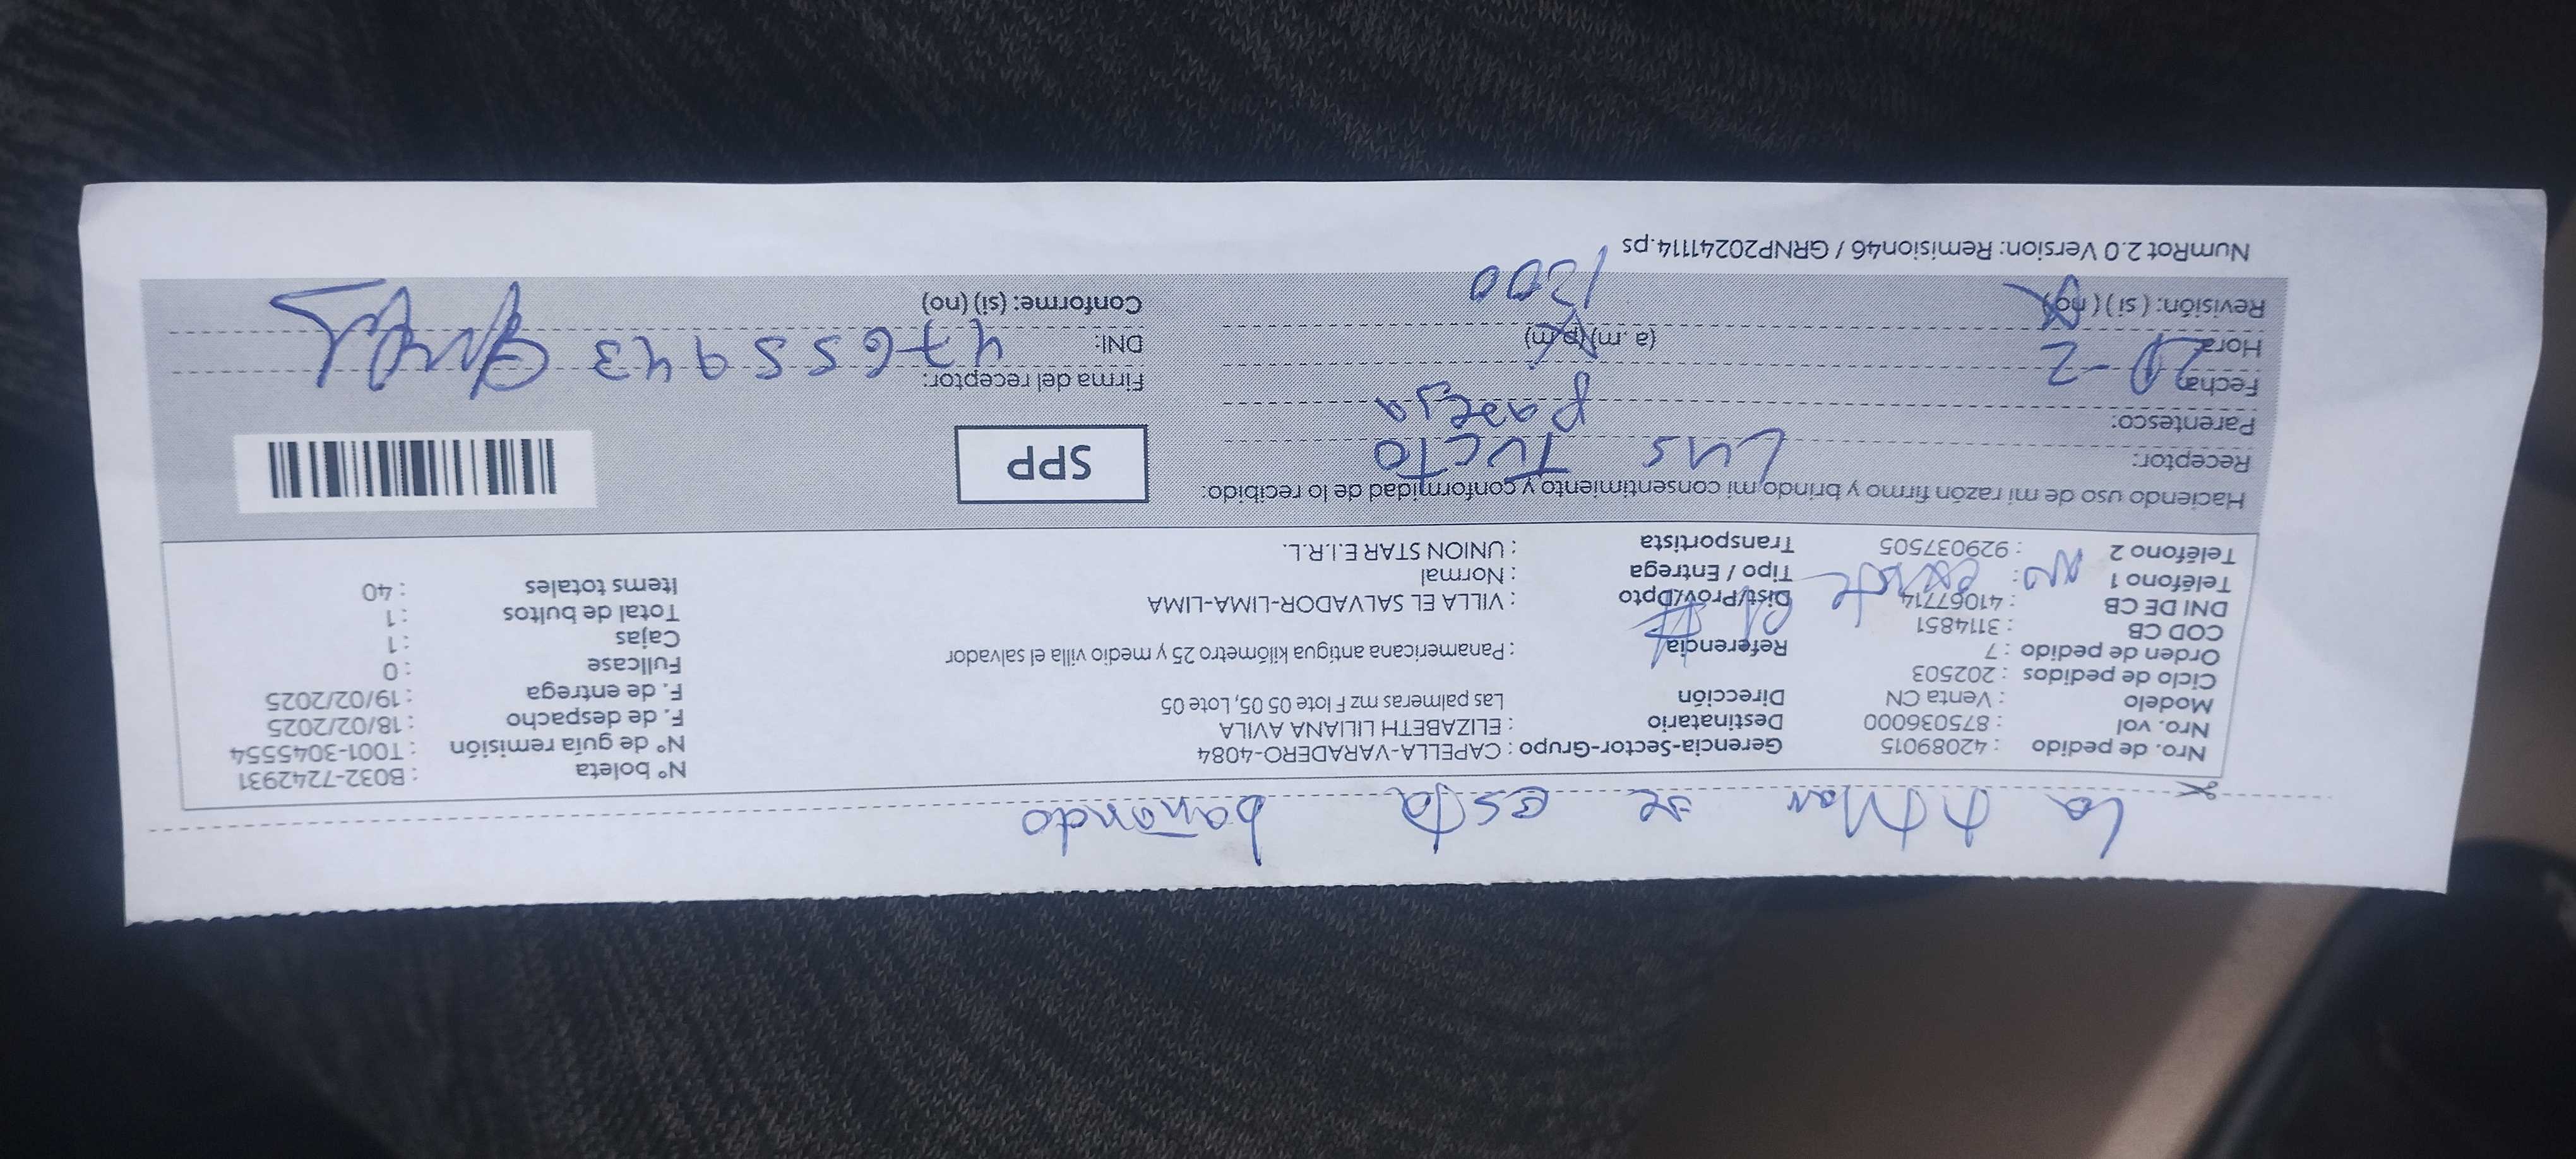 La titular se está bañando
Nro. de pedido : 42089015 Gerencia-Sector-Grupo : CAPELLA-VARADERO-4084 N° boleta : B032-7242931
Nro. vol : 875036000 Destinatario : ELIZABETH LILIANA AVILA N° de guía remisión : T001-3045554
Modelo : Venta CN Dirección Las palmeras mz F lote 05 05, Lote 05 F. de despacho : 18/02/2025
Ciclo de pedidos : 202503 F. de entrega : 19/02/2025
Orden de pedido : 7 Referencia : Panamericana antigua kilómetro 25 y medio villa el salvador Fullcase : 0
COD CB : 3114851 Cajas : 1
DNI DE CB : 41067714 Dist/Prov/Dpto : VILLA EL SALVADOR-LIMA-LIMA Total de bultos : 1
Teléfono 1 : no existe Tipo / Entrega : Normal Items totales : 40
Teléfono 2 : 929037505 Transportista : UNION STAR E.I.R.L.
Haciendo uso de mi razón firmo y brindo mi consentimiento y conformidad de lo recibido:
Receptor: Luis Tucto SPP
Parentesco: pareja
Fecha: 20-2 Firma del receptor:
Hora: (a.m) (p.m) 1300 DNI: 47655943
Revisión: (si) (no) Conforme: (si) (no)
NumRot 2.0 Version: Remision46 / GRNP20241114.ps